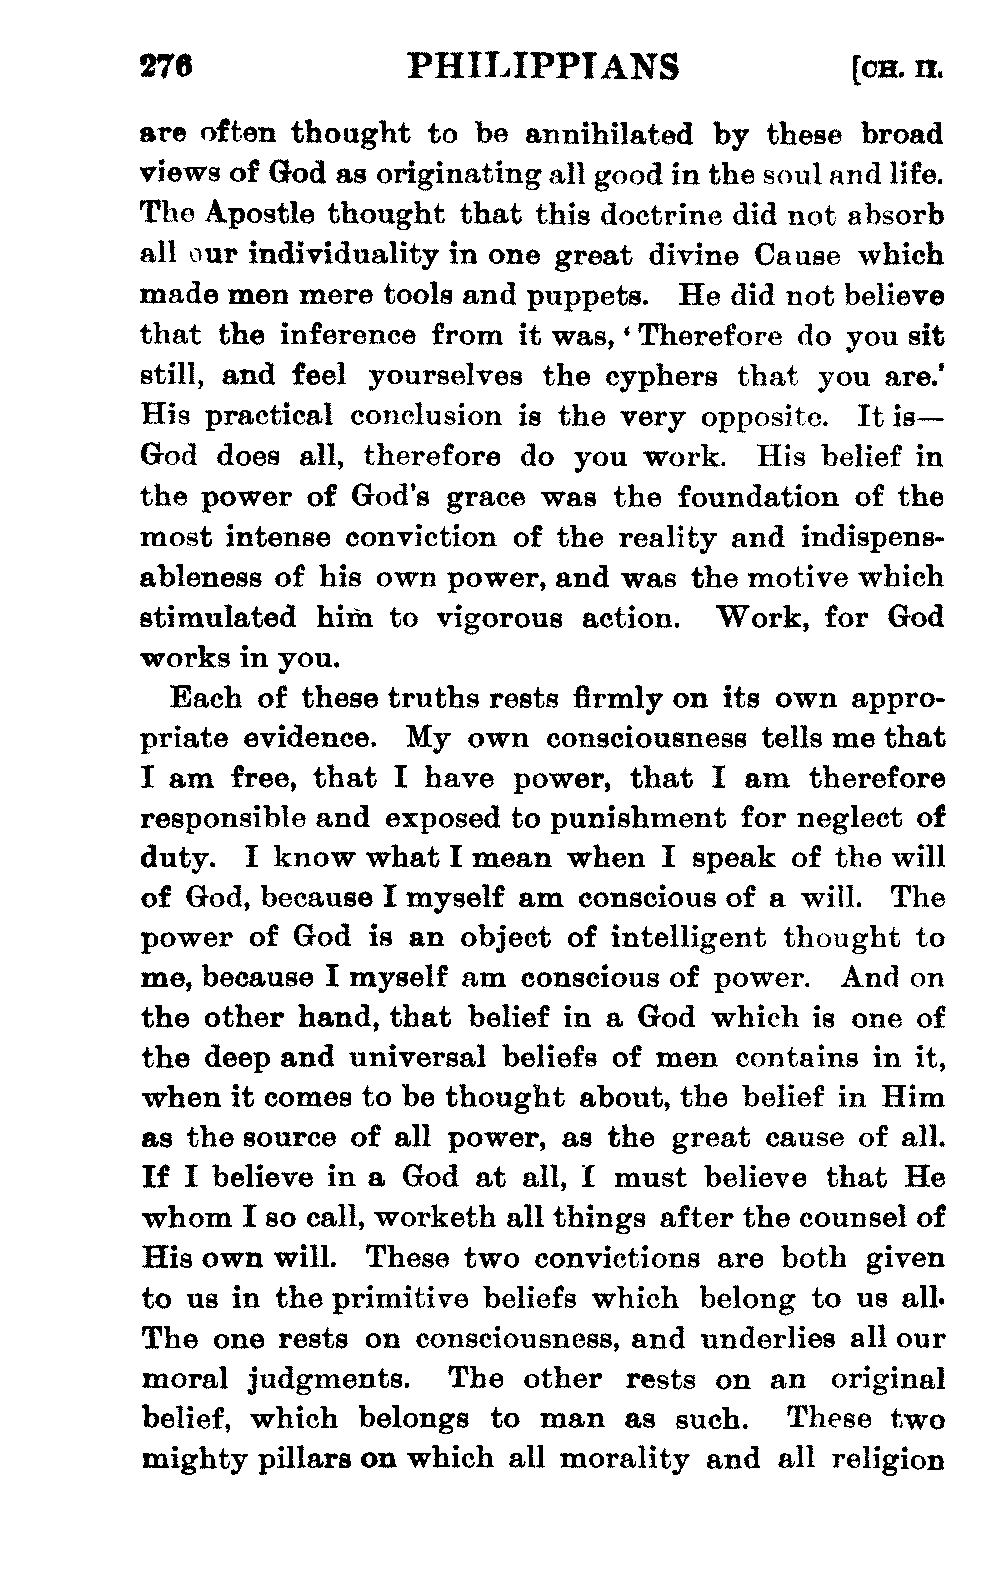 276 PHILIPPIANS [CH. II.
are often thought to be annihilated by these broad
views of God as originating all good in the soul and life.
The Apostle thought that this doctrine did not absorb
all our individuality in one great divine Cause which
made men mere tools and puppets. He did not believe
that the inference from it was, ‘Therefore do you sit
still, and feel yourselves the cyphers that you are.’
His practical conclusion is the very opposite. It is—
God does all, therefore do you work. His belief in
the power of God's grace was the foundation of the
most intense conviction of the reality and indispens-
ableness of his own power, and was the motive which
stimulated him to vigorous action. Work, for God
works in you.
Each of these truths rests firmly on its own appro-
priate evidence. My own consciousness tells me that
I am free, that I have power, that I am therefore
responsible and exposed to punishment for neglect of
duty. I know what I mean when I speak of the will
of God, because I myself am conscious of a will. The
power of God is an object of intelligent thought to
me, because I myself am conscious of power. And on
the other hand, that belief in a God which is one of
the deep and universal beliefs of men contains in it,
when it comes to be thought about, the belief in Him
as the source of all power, as the great cause of all.
If I believe in a God at all, I must believe that He
whom I so call, worketh all things after the counsel of
His own will. These two convictions are both given
to us in the primitive beliefs which belong to us all.
The one rests on consciousness, and underlies all our
moral judgments. The other rests on an original
belief, which belongs to man as such. These two
mighty pillars on which all morality and all religion